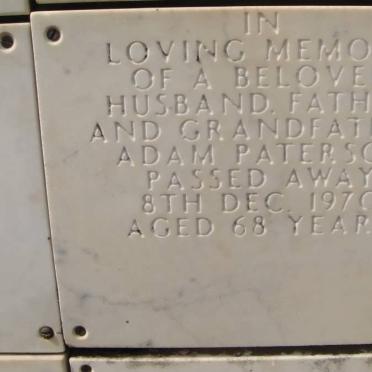 IN
LOVING MEMO
OF A BELOVE
HUSBAND, FATH
AND GRANDFAT
ADAM PATERSO
PASSED AWAY
8TH DEC. 1970
AGED 68 YEAR